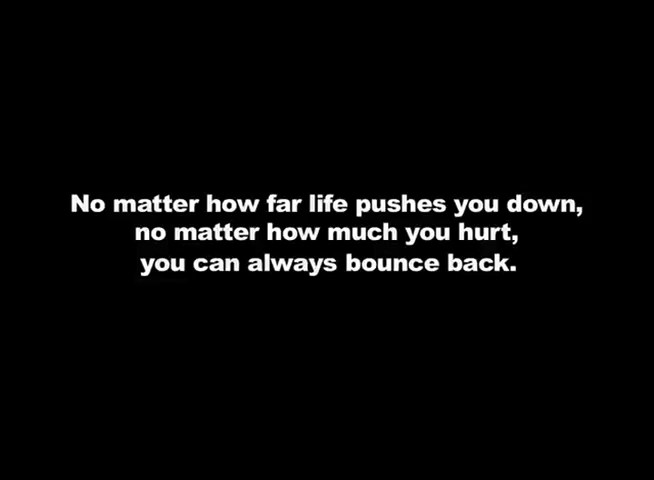 No matter how far life pushes you down,
no matter how much you hurt,
you can always bounce back.